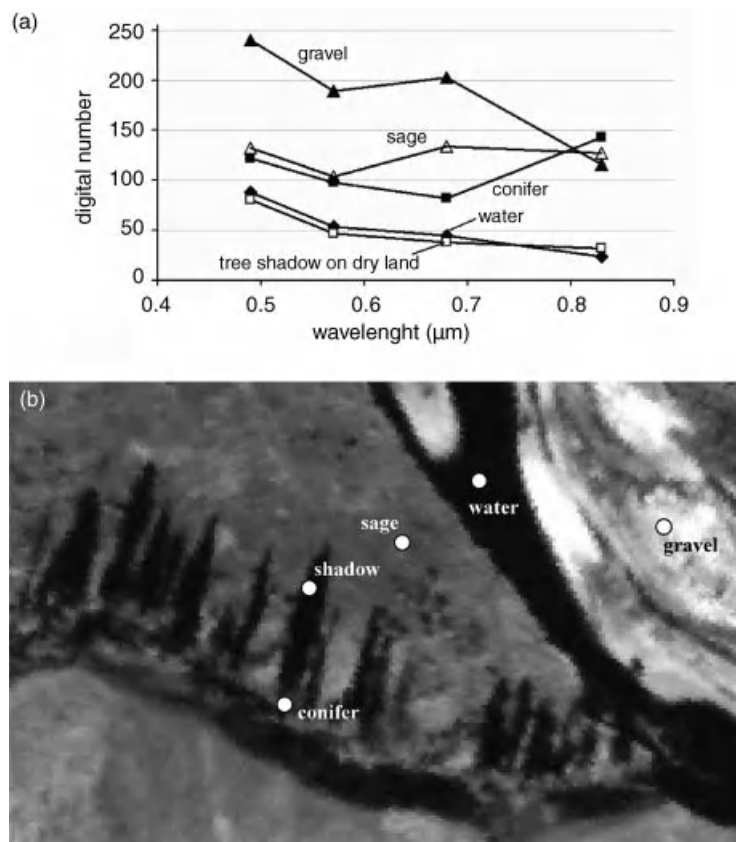 (a)
250
200
150
100
50
0
digital number
gravel
sage
conifer
water
tree shadow on dry land
0.4 0.5 0.6 0.7 0.8 0.9
wavelenght (µm)
(b)
water
sage
gravel
shadow
conifer